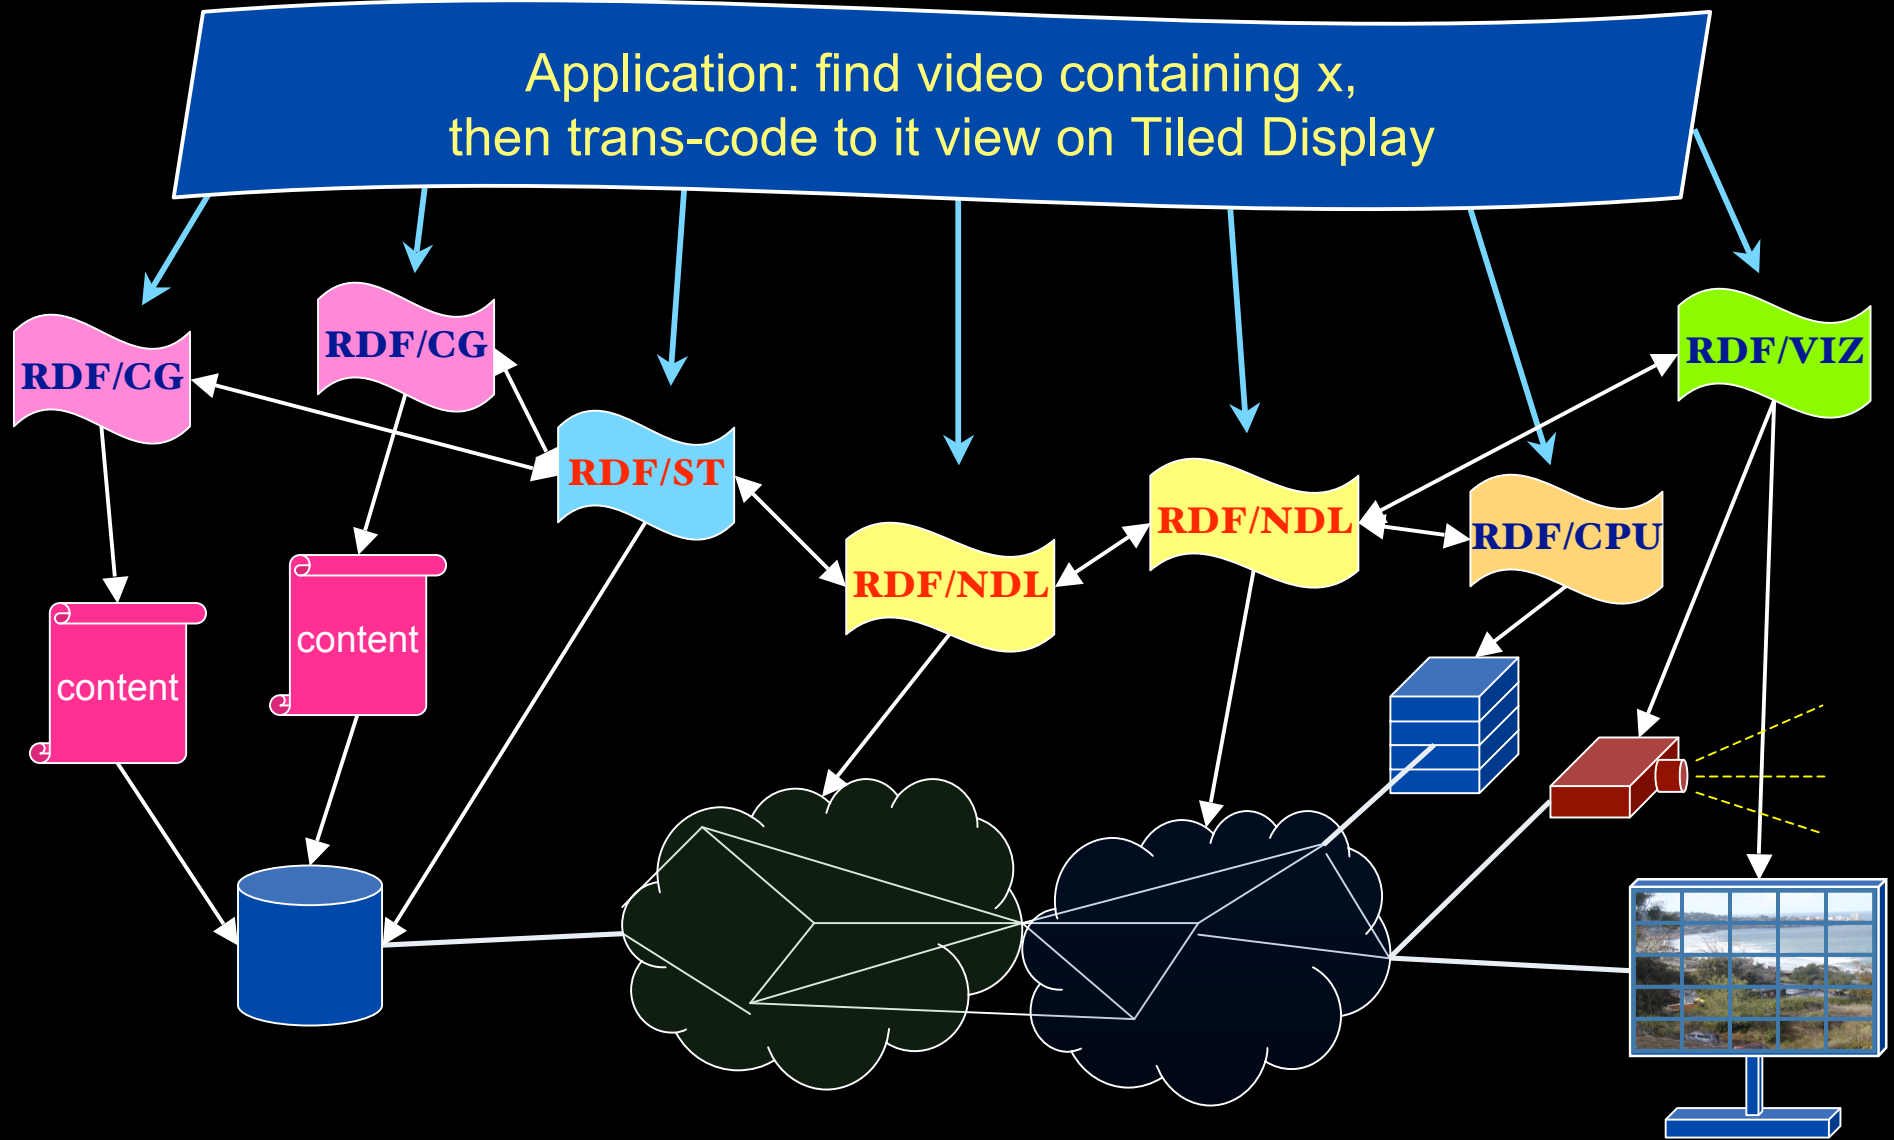 Application: find video containing x,
then trans-code to it view on Tiled Display
RDF/CG
RDF/CG
RDF/VIZ
RDF/ST
RDF/NDL
RDF/CPU
RDF/NDL
content
content